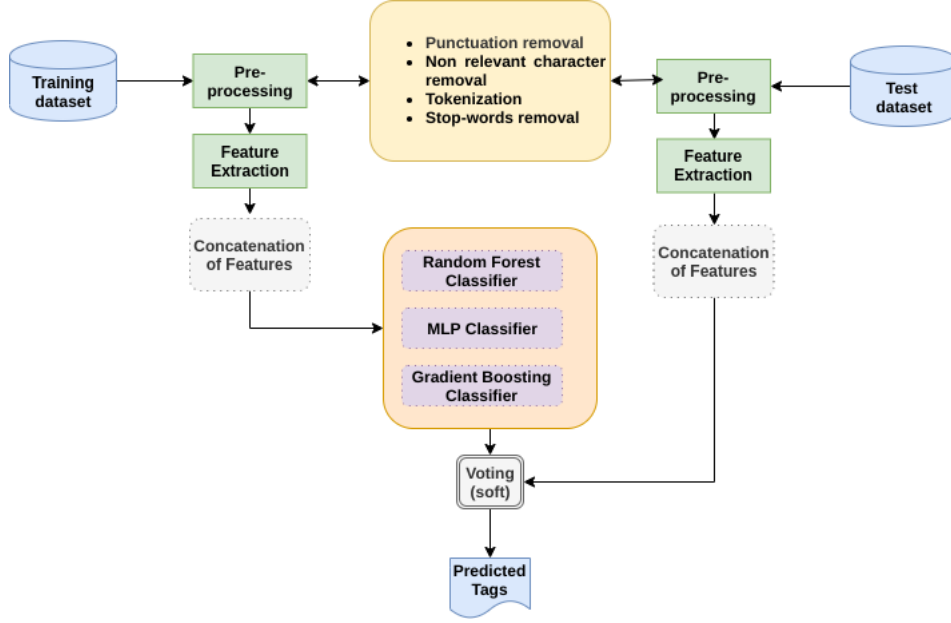 Training
dataset
Pre-
processing
• Punctuation removal
• Non relevant character
removal
• Tokenization
• Stop-words removal
Pre-
processing
Test
dataset
Feature
Extraction
Feature
Extraction
Concatenation
of Features
Concatenation
of Features
Random Forest
Classifier
MLP Classifier
Gradient Boosting
Classifier
Voting
(soft)
Predicted
Tags